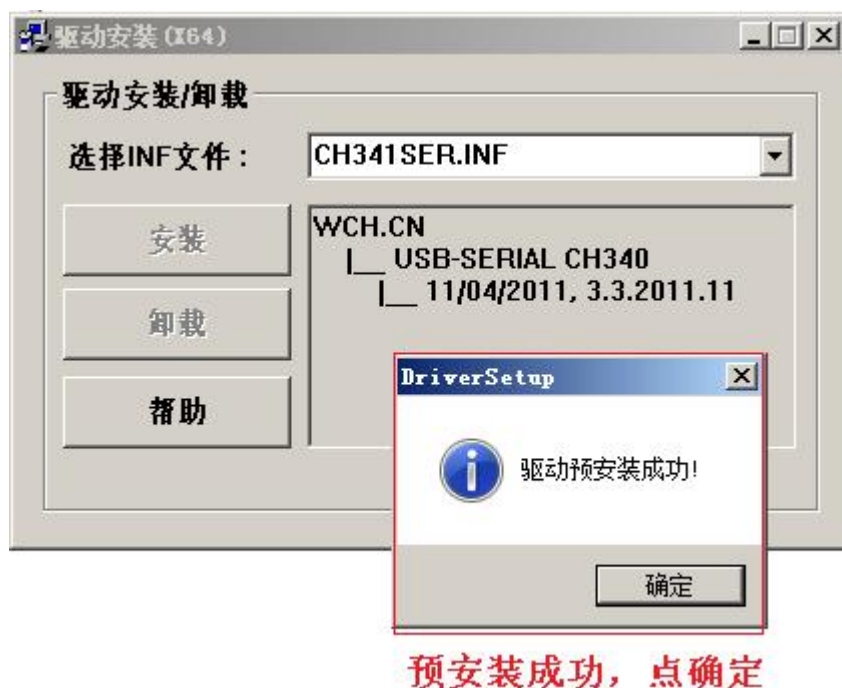 驱动安装(X64)
驱动安装/卸载
选择INF文件:
CH341SER.INF
安装
WCH.CN
|__ USB-SERIAL CH340
|__ 11/04/2011, 3.3.2011.11
卸载
帮助
DriverSetup
驱动预安装成功!
确定
预安装成功，点确定